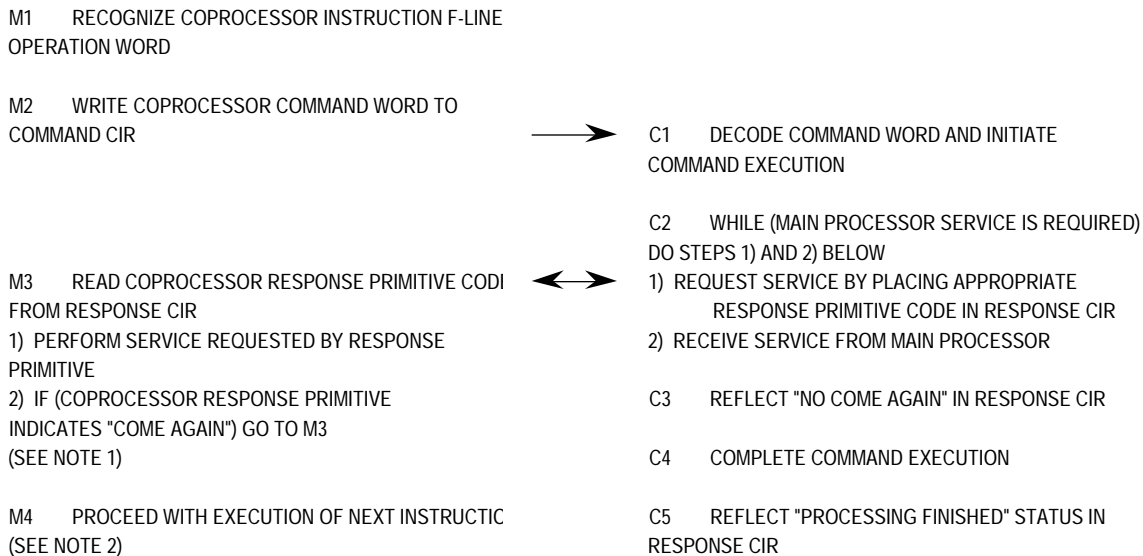 M1 RECOGNIZE COPROCESSOR INSTRUCTION F-LINE
OPERATION WORD
M2 WRITE COPROCESSOR COMMAND WORD TO
COMMAND CIR
M3 READ COPROCESSOR RESPONSE PRIMITIVE CODE
FROM RESPONSE CIR
1) PERFORM SERVICE REQUESTED BY RESPONSE
PRIMITIVE
2) IF (COPROCESSOR RESPONSE PRIMITIVE
INDICATES "COME AGAIN") GO TO M3
(SEE NOTE 1)
M4 PROCEED WITH EXECUTION OF NEXT INSTRUCTIC
(SEE NOTE 2)
C1 DECODE COMMAND WORD AND INITIATE
COMMAND EXECUTION
C2 WHILE (MAIN PROCESSOR SERVICE IS REQUIRED)
DO STEPS 1) AND 2) BELOW
1) REQUEST SERVICE BY PLACING APPROPRIATE
RESPONSE PRIMITIVE CODE IN RESPONSE CIR
2) RECEIVE SERVICE FROM MAIN PROCESSOR
C3 REFLECT "NO COME AGAIN" IN RESPONSE CIR
C4 COMPLETE COMMAND EXECUTION
C5 REFLECT "PROCESSING FINISHED" STATUS IN
RESPONSE CIR